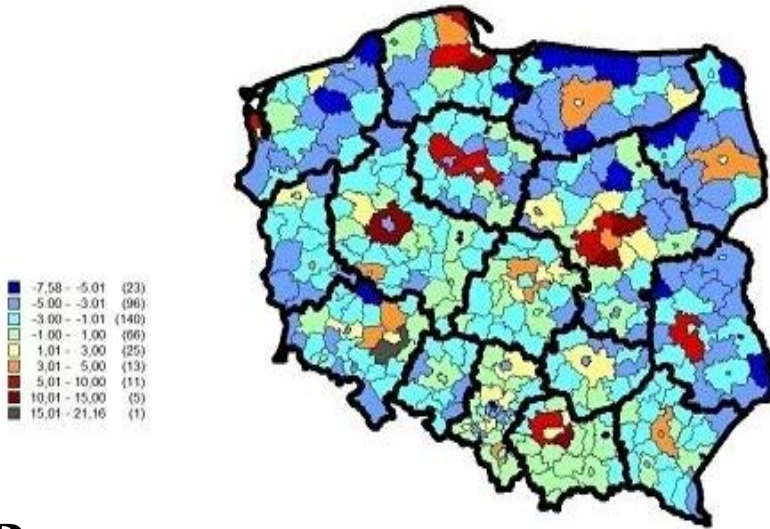 -7,58 - -5.01 (23)
-5.00 - -3.01 (96)
-3.00 - -1.01 (140)
-1.00 - 1,00 (66)
1,01 - 3,00 (25)
3,01 - 5,00 (13)
5,01 - 10,00 (11)
10,01 - 15,00 (5)
15,01 - 21,16 (1)